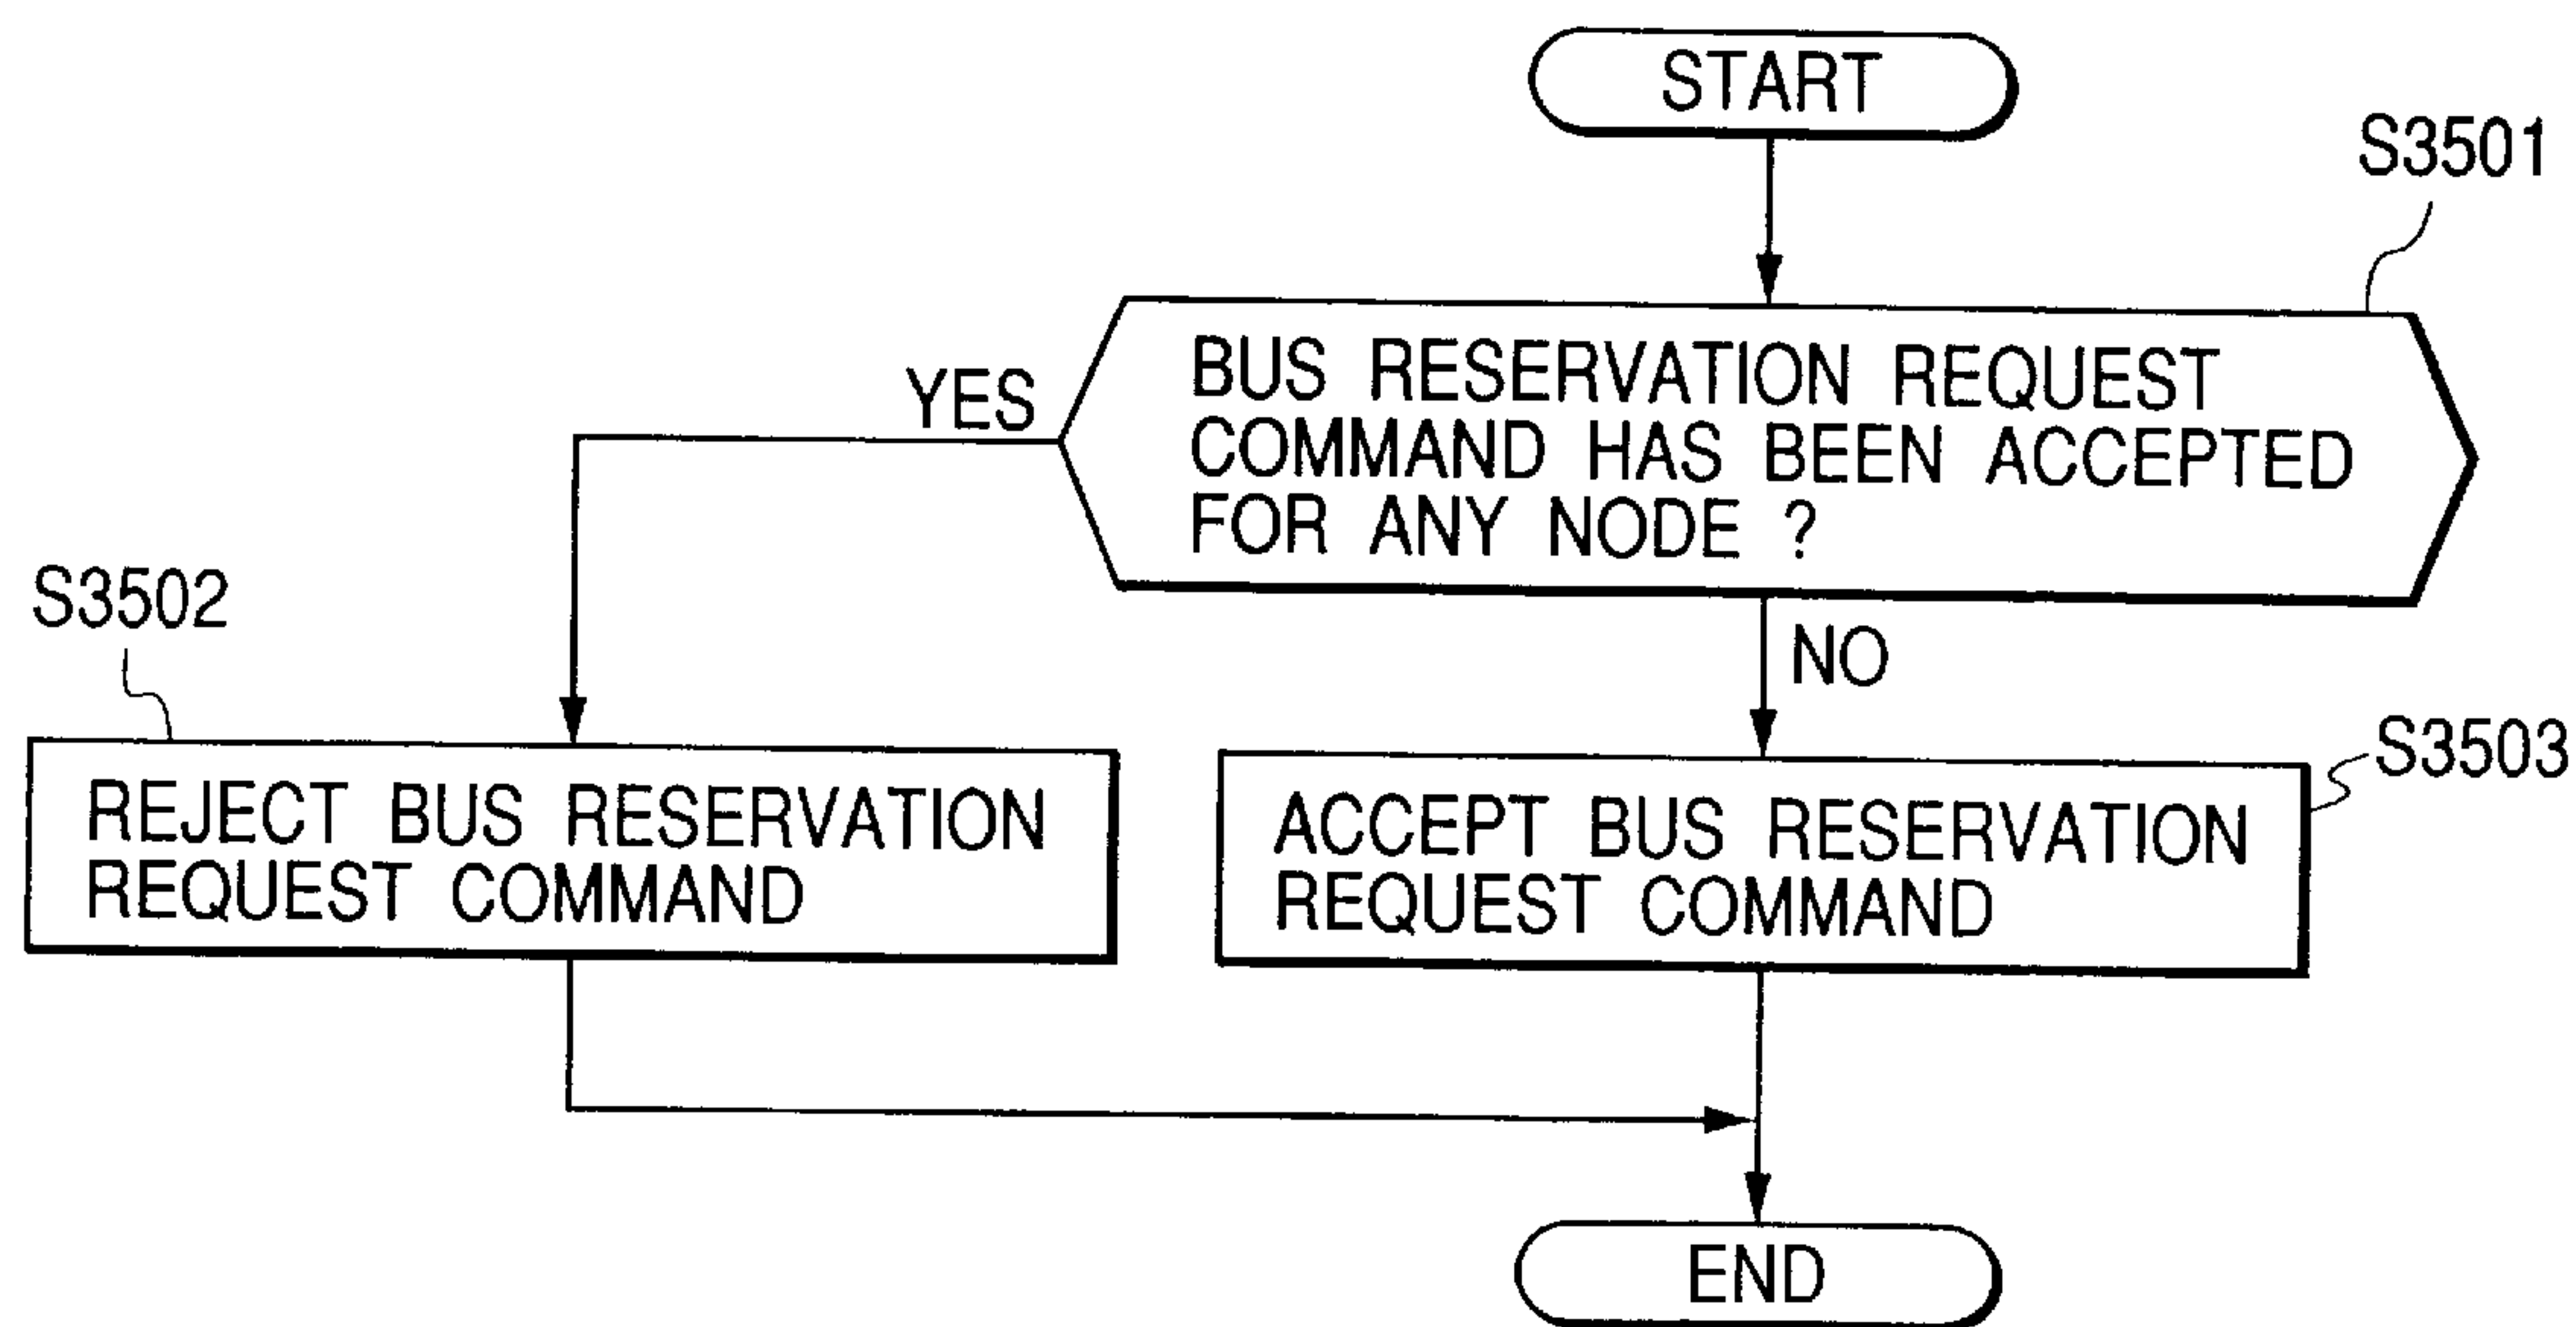 START
S3501
BUS RESERVATION REQUEST
COMMAND HAS BEEN ACCEPTED
FOR ANY NODE ?
YES
NO
S3502
REJECT BUS RESERVATION
REQUEST COMMAND
S3503
ACCEPT BUS RESERVATION
REQUEST COMMAND
END